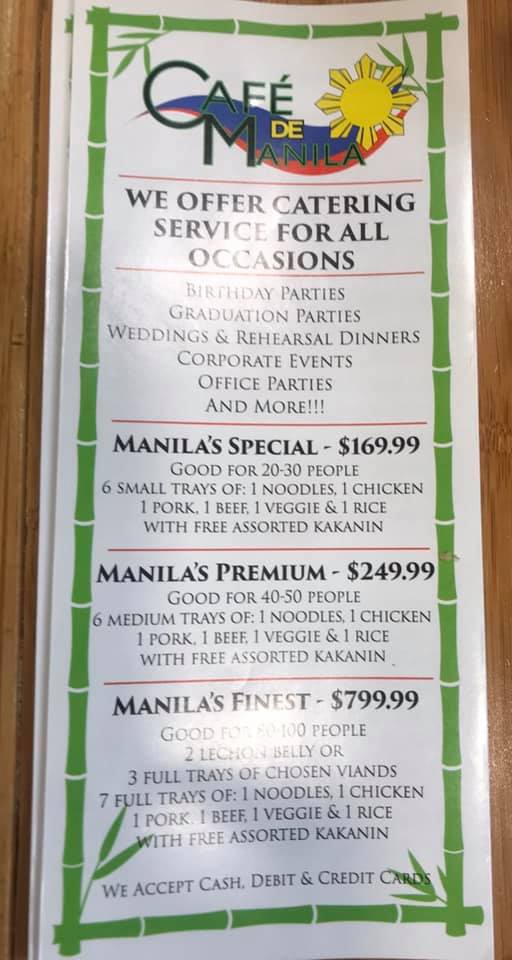 CAFÉ
DE
MANILA
WE OFFER CATERING
SERVICE FOR ALL
OCCASIONS
BIRTHDAY PARTIES
GRADUATION PARTIES
WEDDINGS & REHEARSAL DINNERS
CORPORATE EVENTS
OFFICE PARTIES
AND MORE!!!
MANILA'S SPECIAL - $169.99
GOOD FOR 20-30 PEOPLE
6 SMALL TRAYS OF: 1 NOODLES, 1 CHICKEN
1 PORK, 1 BEEF, 1 VEGGIE & 1 RICE
WITH FREE ASSORTED KAKANIN
MANILA'S PREMIUM - $249.99
GOOD FOR 40-50 PEOPLE
6 MEDIUM TRAYS OF: 1 NOODLES, 1 CHICKEN
1 PORK, 1 BEEF, 1 VEGGIE & 1 RICE
WITH FREE ASSORTED KAKANIN
MANILA'S FINEST - $799.99
GOOD FOR PEOPLE
2 LECHON BELLY OR
3 FULL TRAYS OF CHOSEN VIANDS
7 FULL TRAYS OF: 1 NOODLES, 1 CHICKEN
1 PORK, 1 BEEF, 1 VEGGIE & 1 RICE
WITH FREE ASSORTED KAKANIN
WE ACCEPT CASH, DEBIT & CREDIT CARDS